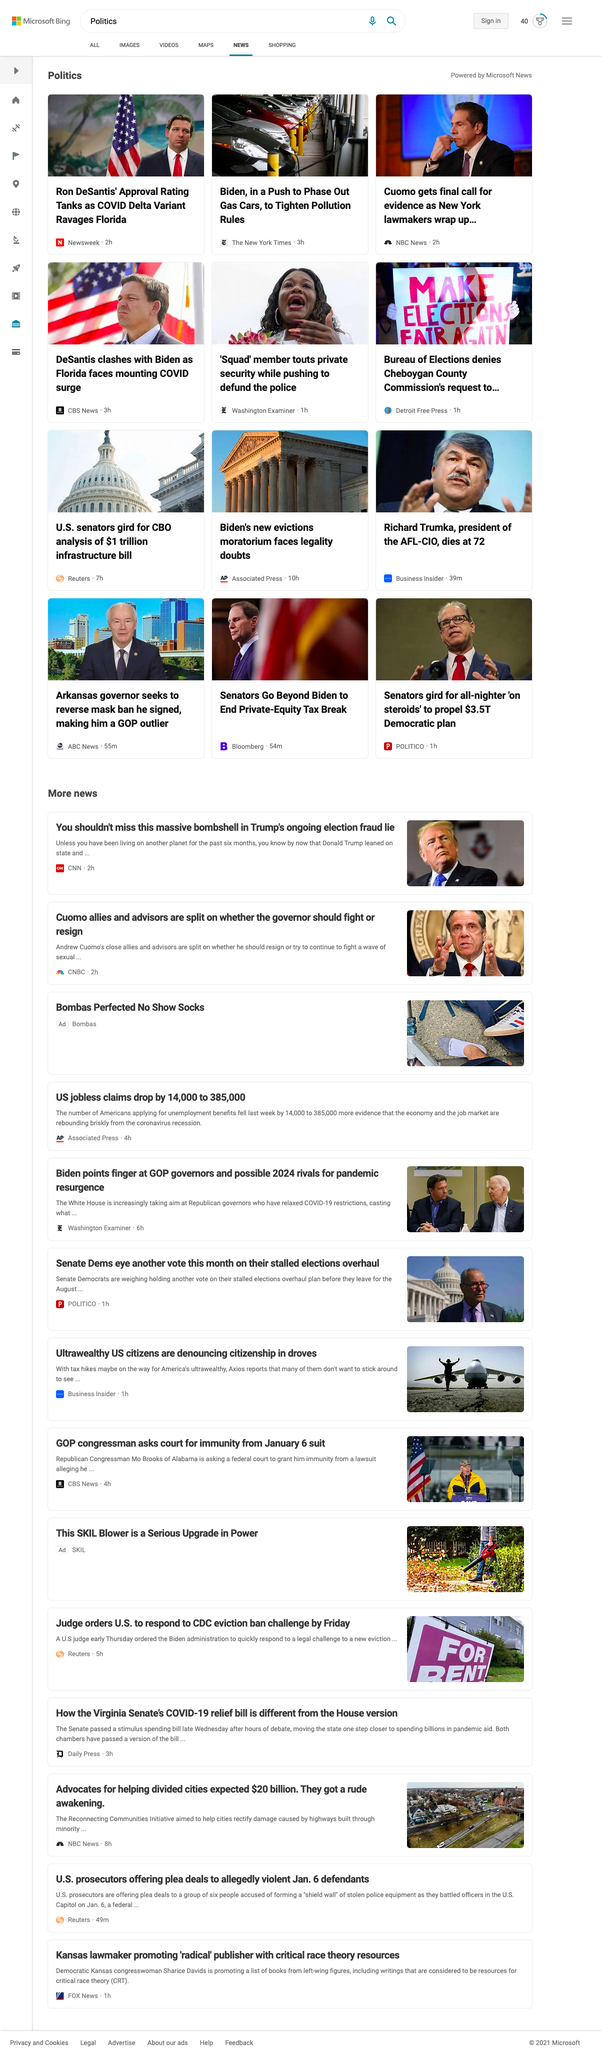 Microsoft Bing
Politics
Sign in
40
ALL
IMAGES
VIDEOS
MAPS
NEWS
SHOPPING
Politics
Powered by Microsoft News
Ron DeSantis' Approval Rating
Tanks as COVID Delta Variant
Ravages Florida
Newsweek · 2h
Biden, in a Push to Phase Out
Gas Cars, to Tighten Pollution
Rules
The New York Times · 3h
Cuomo gets final call for
evidence as New York
lawmakers wrap up...
NBC News · 2h
MAKE
ELECTIONS
FAIR AGAIN
DeSantis clashes with Biden as
Florida faces mounting COVID
surge
CBS News · 3h
'Squad' member touts private
security while pushing to
defund the police
Washington Examiner · 1h
Bureau of Elections denies
Cheboygan County
Commission's request to...
Detroit Free Press · 1h
U.S. senators gird for CBO
analysis of $1 trillion
infrastructure bill
Reuters · 7h
Biden's new evictions
moratorium faces legality
doubts
AP Associated Press · 10h
Richard Trumka, president of
the AFL-CIO, dies at 72
Business Insider · 39m
Arkansas governor seeks to
reverse mask ban he signed,
making him a GOP outlier
ABC News · 55m
Senators Go Beyond Biden to
End Private-Equity Tax Break
B Bloomberg · 54m
Senators gird for all-nighter 'on
steroids' to propel $3.5T
Democratic plan
P POLITICO · 1h
More news
You shouldn't miss this massive bombshell in Trump's ongoing election fraud lie
Unless you have been living on another planet for the past six months, you know by now that Donald Trump leaned on
state and ...
CNN CNN · 2h
Cuomo allies and advisors are split on whether the governor should fight or
resign
Andrew Cuomo's close allies and advisors are split on whether he should resign or try to continue to fight a wave of
sexual ...
CNBC · 2h
Bombas Perfected No Show Socks
Ad Bombas
US jobless claims drop by 14,000 to 385,000
The number of Americans applying for unemployment benefits fell last week by 14,000 to 385,000 more evidence that the economy and the job market are
rebounding briskly from the coronavirus recession.
AP Associated Press · 4h
Biden points finger at GOP governors and possible 2024 rivals for pandemic
resurgence
The White House is increasingly taking aim at Republican governors who have relaxed COVID-19 restrictions, casting
what ...
Washington Examiner · 6h
Senate Dems eye another vote this month on their stalled elections overhaul
Senate Democrats are weighing holding another vote on their stalled elections overhaul plan before they leave for the
August ...
P POLITICO · 1h
Ultrawealthy US citizens are denouncing citizenship in droves
With tax hikes maybe on the way for America's ultrawealthy, Axios reports that many of them don't want to stick around
to see ...
Business Insider · 1h
GOP congressman asks court for immunity from January 6 suit
Republican Congressman Mo Brooks of Alabama is asking a federal court to grant him immunity from a lawsuit
alleging he ...
CBS News · 4h
This SKIL Blower is a Serious Upgrade in Power
Ad SKIL
Judge orders U.S. to respond to CDC eviction ban challenge by Friday
A U.S judge early Thursday ordered the Biden administration to quickly respond to a legal challenge to a new eviction ...
Reuters · 5h
FOR
RENT
How the Virginia Senate's COVID-19 relief bill is different from the House version
The Senate passed a stimulus spending bill late Wednesday after hours of debate, moving the state one step closer to spending billions in pandemic aid. Both
chambers have passed a version of the bill ...
Daily Press · 3h
Advocates for helping divided cities expected $20 billion. They got a rude
awakening.
The Reconnecting Communities Initiative aimed to help cities rectify damage caused by highways built through
minority ...
NBC News · 8h
U.S. prosecutors offering plea deals to allegedly violent Jan. 6 defendants
U.S. prosecutors are offering plea deals to a group of six people accused of forming a "shield wall" of stolen police equipment as they battled officers in the U.S.
Capitol on Jan. 6, a federal ...
Reuters · 49m
Kansas lawmaker promoting 'radical' publisher with critical race theory resources
Democratic Kansas congresswoman Sharice Davids is promoting a list of books from left-wing figures, including writings that are considered to be resources for
critical race theory (CRT).
FOX News · 1h
Privacy and Cookies
Legal
Advertise
About our ads
Help
Feedback
© 2021 Microsoft